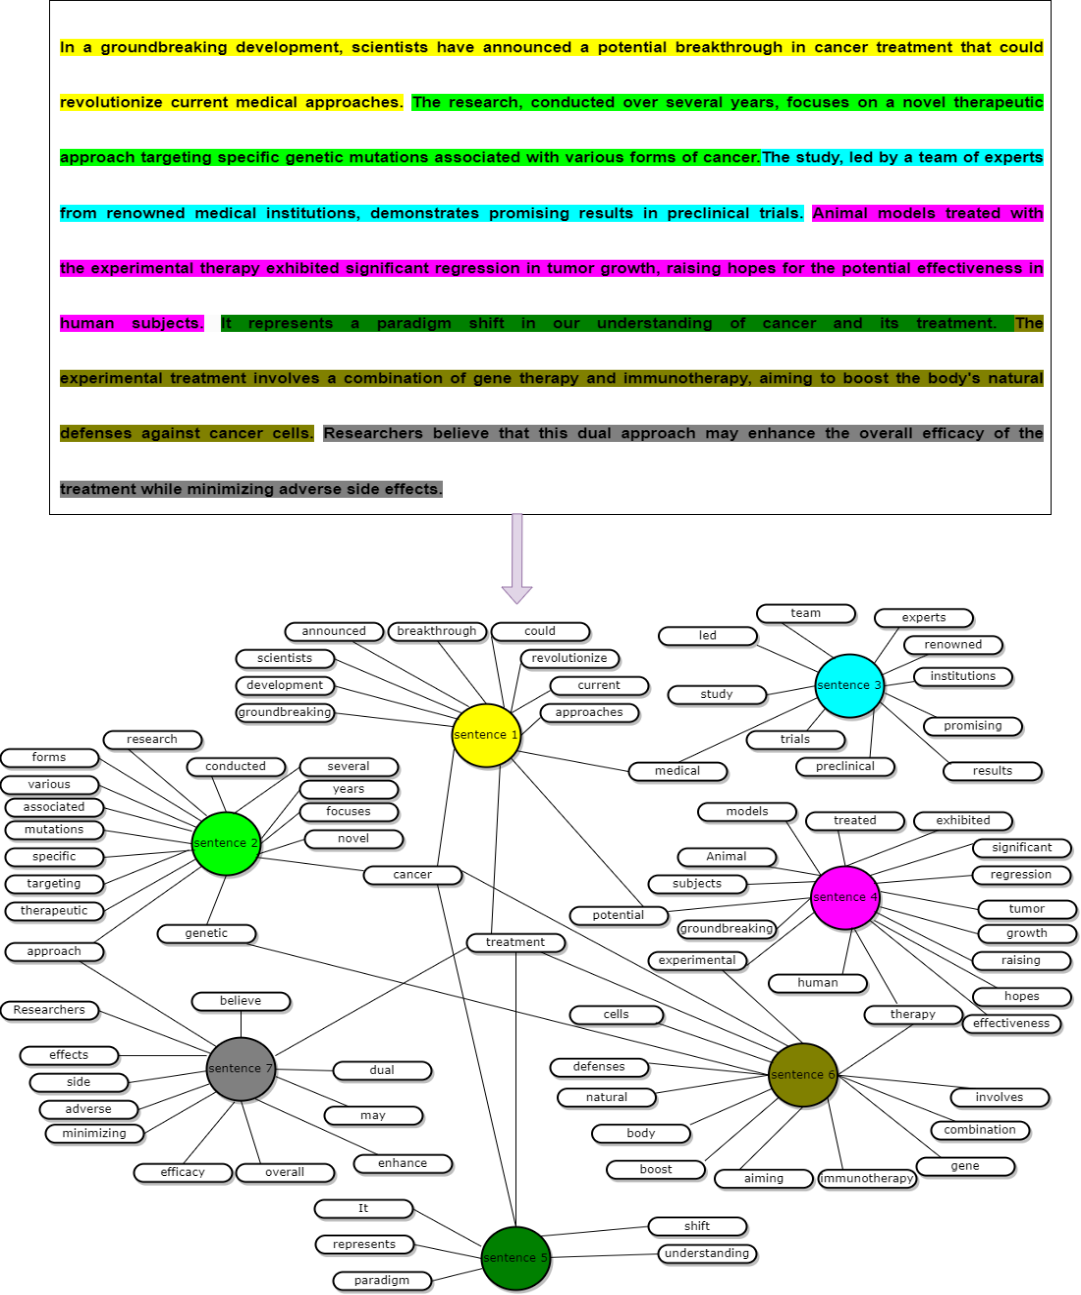 In a groundbreaking development, scientists have announced a potential breakthrough in cancer treatment that could
revolutionize current medical approaches. The research, conducted over several years, focuses on a novel therapeutic
approach targeting specific genetic mutations associated with various forms of cancer. The study, led by a team of experts
from renowned medical institutions, demonstrates promising results in preclinical trials. Animal models treated with
the experimental therapy exhibited significant regression in tumor growth, raising hopes for the potential effectiveness in
human subjects. It represents a paradigm shift in our understanding of cancer and its treatment. The
experimental treatment involves a combination of gene therapy and immunotherapy, aiming to boost the body's natural
defenses against cancer cells. Researchers believe that this dual approach may enhance the overall efficacy of the
treatment while minimizing adverse side effects.
announced
breakthrough
could
scientists
revolutionize
development
current
groundbreaking
approaches
sentence 1
medical
team
experts
led
renowned
institutions
sentence 3
study
promising
trials
preclinical
results
research
forms
conducted
several
various
years
associated
focuses
mutations
novel
sentence 2
specific
targeting
therapeutic
genetic
approach
cancer
treatment
potential
models
treated
exhibited
significant
Animal
regression
subjects
sentence 4
tumor
groundbreaking
growth
experimental
raising
human
hopes
therapy
effectiveness
believe
Researchers
effects
sentence 7
dual
side
adverse
may
minimizing
efficacy
overall
enhance
cells
defenses
sentence 6
natural
involves
body
combination
boost
gene
aiming
immunotherapy
It
represents
shift
sentence 5
understanding
paradigm